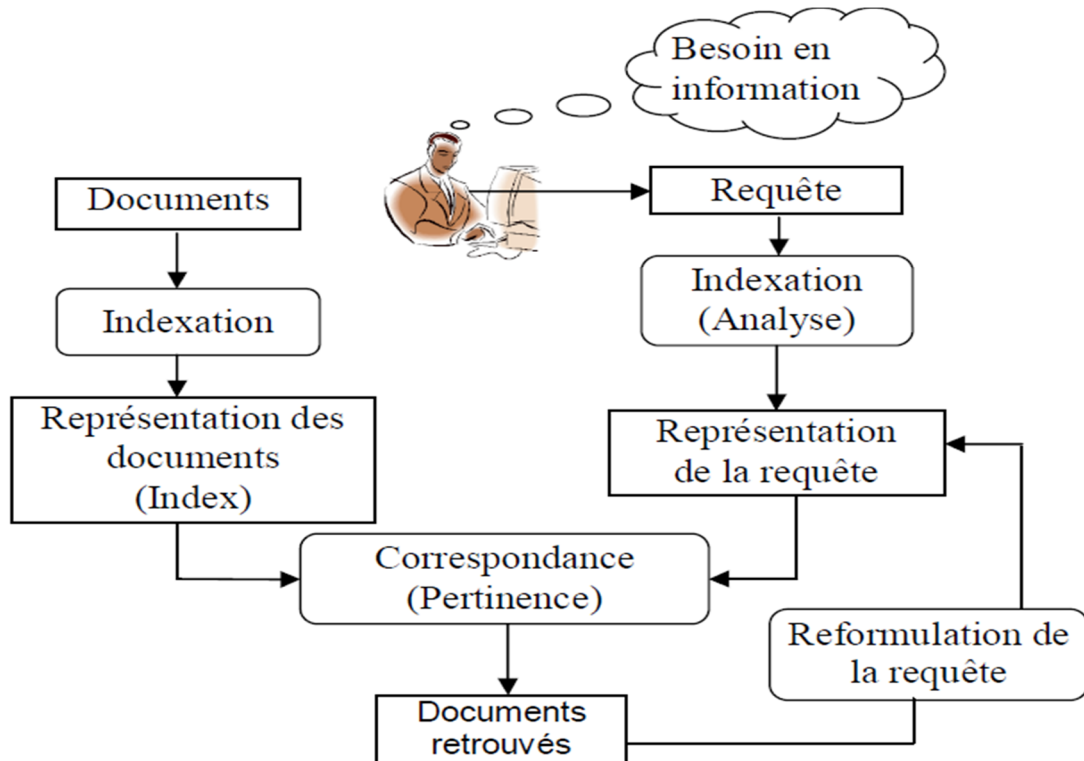 Besoin en
information
Documents
Requête
Indexation
Indexation
(Analyse)
Représentation des
documents
(Index)
Représentation
de la requête
Correspondance
(Pertinence)
Reformulation de
la requête
Documents
retrouvés